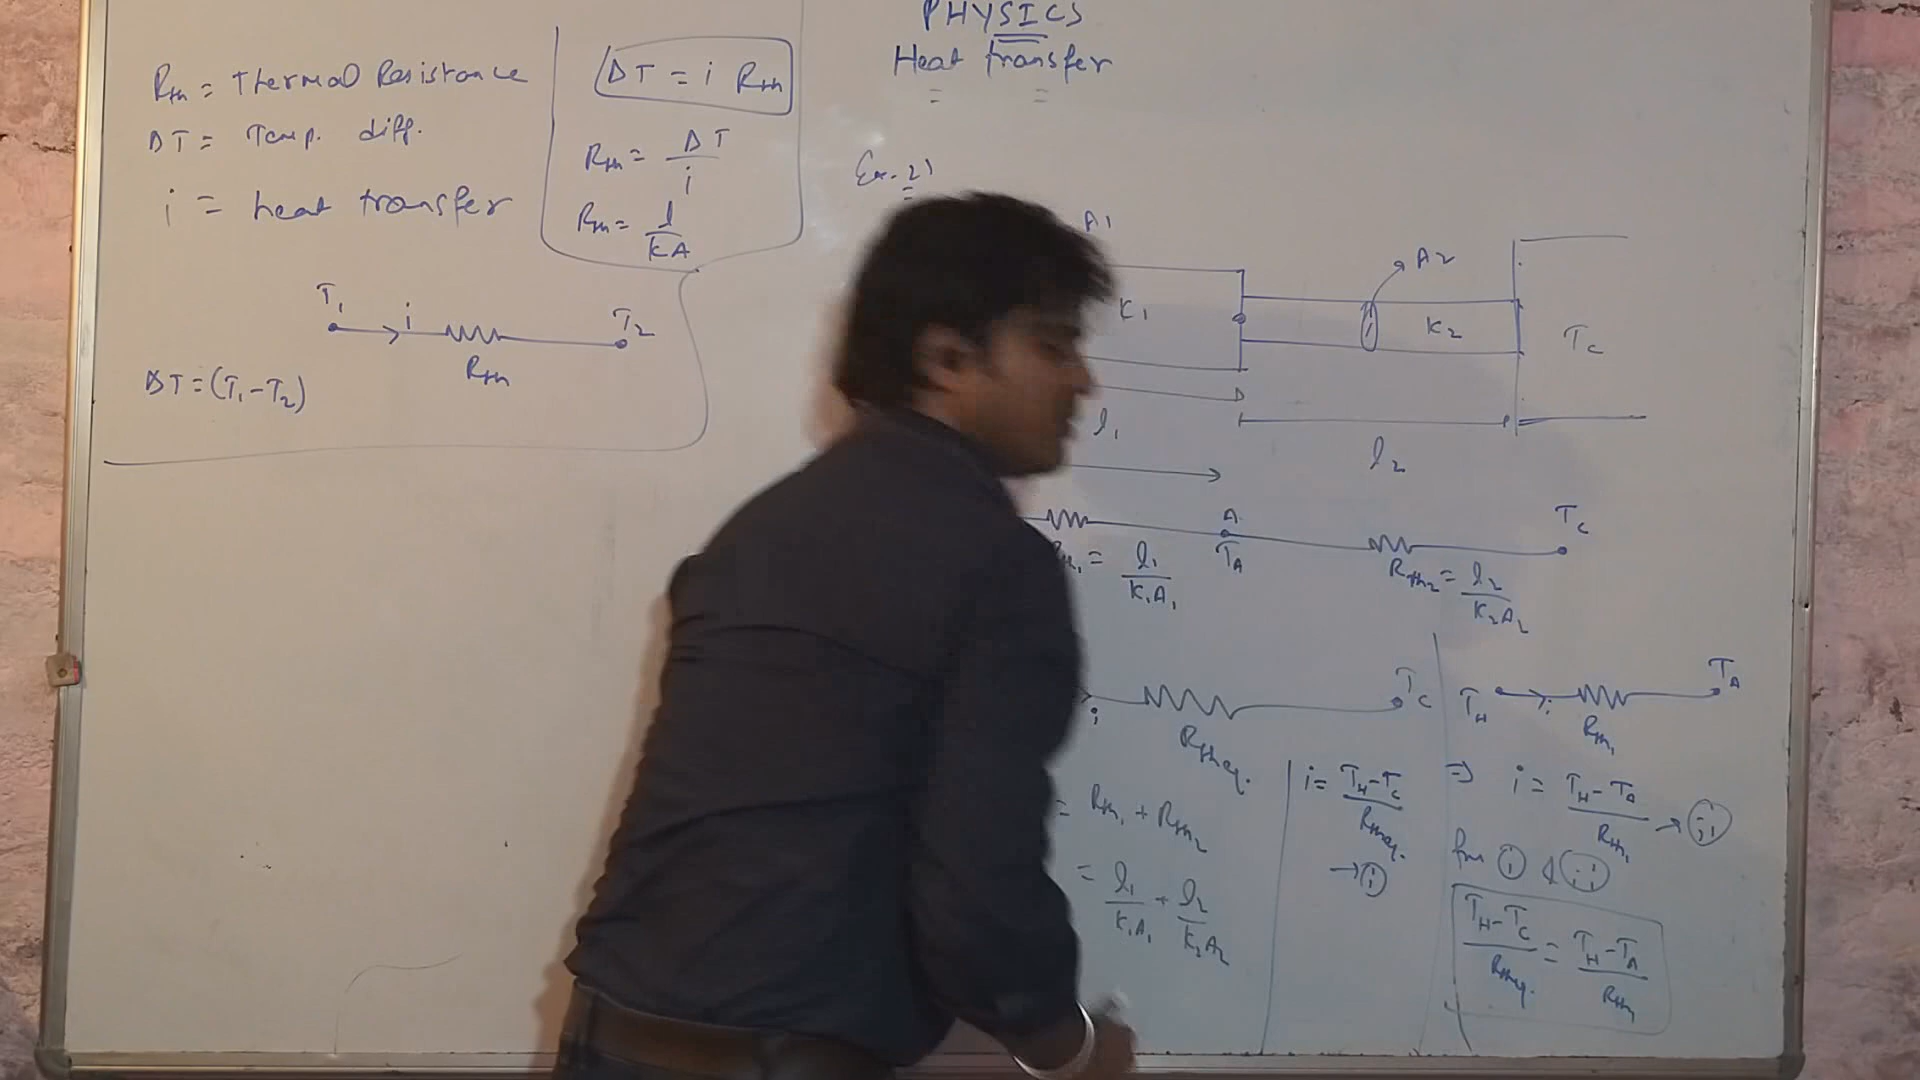 PHYSICS
Heat transfer
Rth = Thermal Resistance
ΔT = Temp. diff.
i = heat transfer
ΔT = i Rth
Rth = ΔT / i
Rth = l / KA
T1 i T2
Rth
ΔT = (T1 - T2)
Ex. 2)
A1
A2
K1
K2
TC
l1
l2
A
TA
TC
= l1 / K1A1
Rth2 = l2 / K2A2
i
TC
Rtheq.
= Rth1 + Rth2
= l1 / K1A1 + l2 / K2A2
i = TH - TC / Rtheq.
→ (i)
TH i TA
Rth1
⇒ i = TH - TA / Rth1 → (ii)
from (i) & (ii)
TH - TC / Rtheq. = TH - TA / Rth1